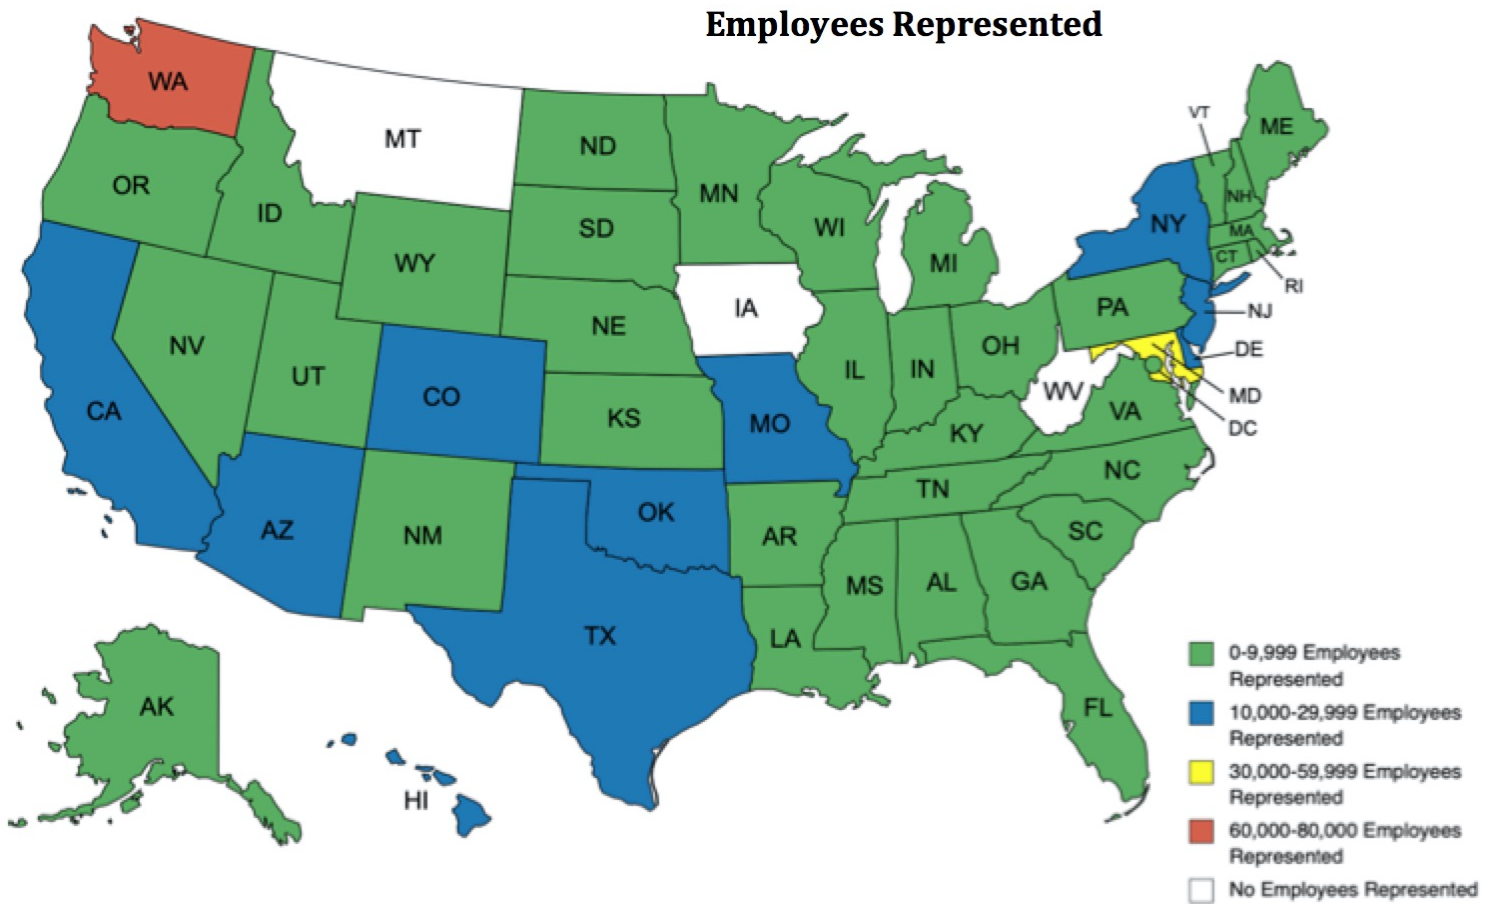 Employees Represented
WA
MT
ND
MN
VT
ME
OR
ID
SD
WI
MI
NY
NH
MA
CT
RI
WY
NE
IA
PA
NJ
NV
UT
CO
KS
MO
IL
IN
OH
WV
VA
DE
MD
DC
CA
KY
AZ
NM
OK
AR
TN
NC
SC
MS
AL
GA
TX
LA
FL
AK
HI
0-9,999 Employees
Represented
10,000-29,999 Employees
Represented
30,000-59,999 Employees
Represented
60,000-80,000 Employees
Represented
No Employees Represented